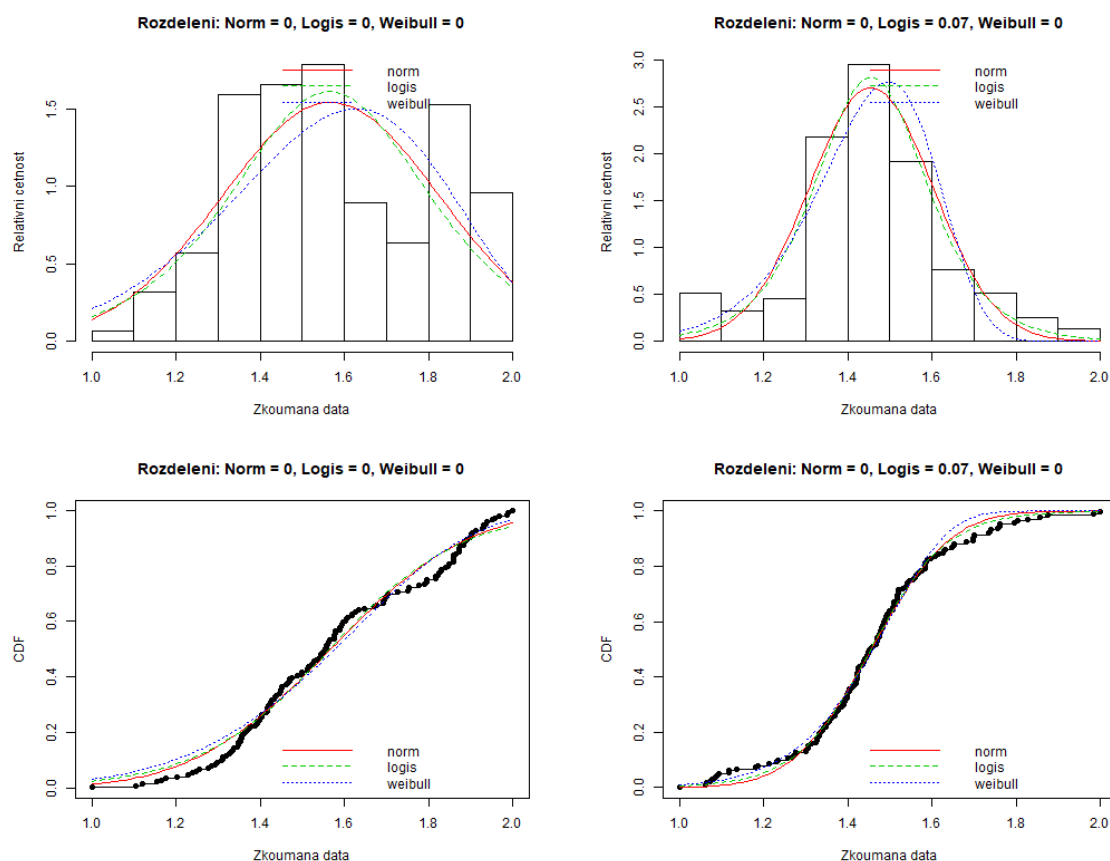 Rozdeleni: Norm = 0, Logis = 0, Weibull = 0
norm
logis
weibull
Relativni cetnost
0.0 0.5 1.0 1.5
1.0 1.2 1.4 1.6 1.8 2.0
Zkoumana data
Rozdeleni: Norm = 0, Logis = 0.07, Weibull = 0
norm
logis
weibull
Relativni cetnost
0.0 0.5 1.0 1.5 2.0 2.5 3.0
1.0 1.2 1.4 1.6 1.8 2.0
Zkoumana data
Rozdeleni: Norm = 0, Logis = 0, Weibull = 0
CDF
0.0 0.2 0.4 0.6 0.8 1.0
norm
logis
weibull
1.0 1.2 1.4 1.6 1.8 2.0
Zkoumana data
Rozdeleni: Norm = 0, Logis = 0.07, Weibull = 0
CDF
0.0 0.2 0.4 0.6 0.8 1.0
norm
logis
weibull
1.0 1.2 1.4 1.6 1.8 2.0
Zkoumana data